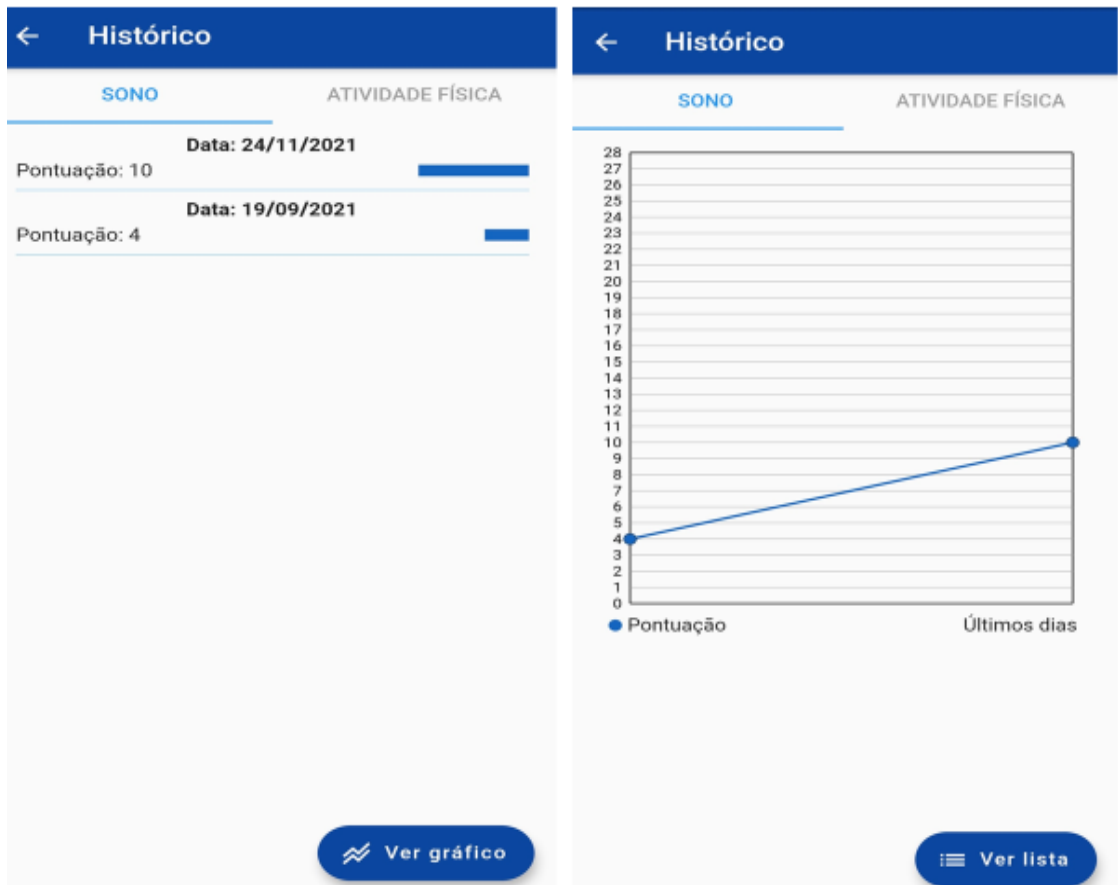 Histórico
SONO ATIVIDADE FÍSICA
Data: 24/11/2021
Pontuação: 10
Data: 19/09/2021
Pontuação: 4
Ver gráfico
Histórico
SONO ATIVIDADE FÍSICA
28
27
26
25
24
23
22
21
20
19
18
17
16
15
14
13
12
11
10
9
8
7
6
5
4
3
2
1
0
Pontuação Últimos dias
Ver lista